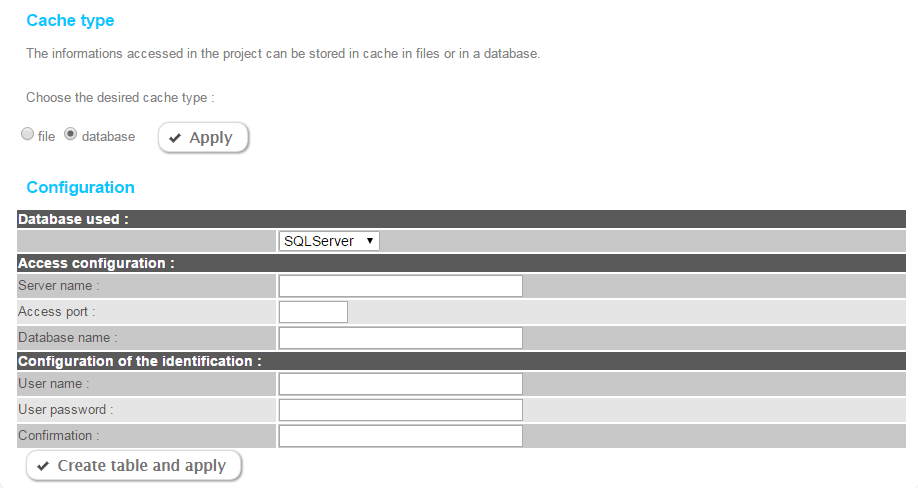 Cache type
The informations accessed in the project can be stored in cache in files or in a database.
Choose the desired cache type :
file database Apply
Configuration
Database used :
SQLServer
Access configuration :
Server name :
Access port :
Database name :
Configuration of the identification :
User name :
User password :
Confirmation :
Create table and apply